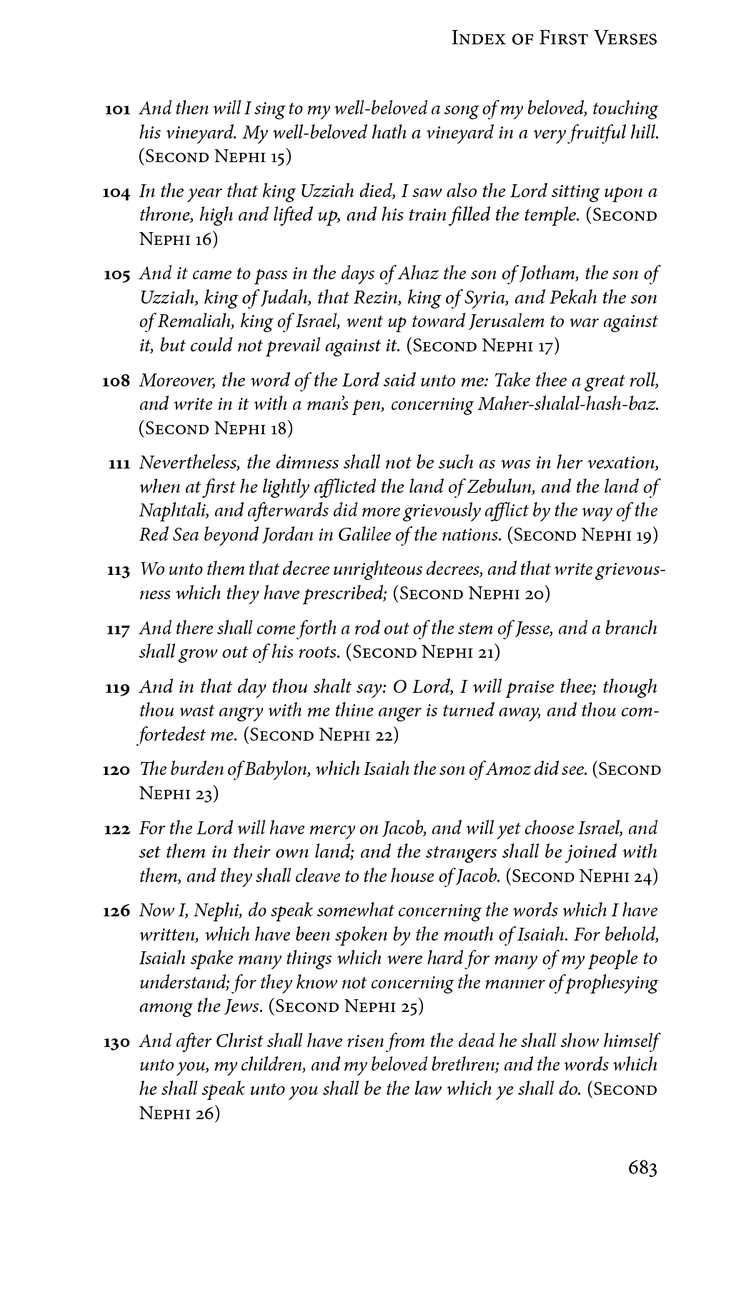 Index of First Verses
101 And then will I sing to my well-beloved a song of my beloved, touching
his vineyard. My well-beloved hath a vineyard in a very fruitful hill.
(Second Nephi 15)
104 In the year that king Uzziah died, I saw also the Lord sitting upon a
throne, high and lifted up, and his train filled the temple. (Second
Nephi 16)
105 And it came to pass in the days of Ahaz the son of Jotham, the son of
Uzziah, king of Judah, that Rezin, king of Syria, and Pekah the son
of Remaliah, king of Israel, went up toward Jerusalem to war against
it, but could not prevail against it. (Second Nephi 17)
108 Moreover, the word of the Lord said unto me: Take thee a great roll,
and write in it with a man’s pen, concerning Maher-shalal-hash-baz.
(Second Nephi 18)
111 Nevertheless, the dimness shall not be such as was in her vexation,
when at first he lightly afflicted the land of Zebulun, and the land of
Naphtali, and afterwards did more grievously afflict by the way of the
Red Sea beyond Jordan in Galilee of the nations. (Second Nephi 19)
113 Wo unto them that decree unrighteous decrees, and that write grievous-
ness which they have prescribed; (Second Nephi 20)
117 And there shall come forth a rod out of the stem of Jesse, and a branch
shall grow out of his roots. (Second Nephi 21)
119 And in that day thou shalt say: O Lord, I will praise thee; though
thou wast angry with me thine anger is turned away, and thou com-
fortedest me. (Second Nephi 22)
120 The burden of Babylon, which Isaiah the son of Amoz did see. (Second
Nephi 23)
122 For the Lord will have mercy on Jacob, and will yet choose Israel, and
set them in their own land; and the strangers shall be joined with
them, and they shall cleave to the house of Jacob. (Second Nephi 24)
126 Now I, Nephi, do speak somewhat concerning the words which I have
written, which have been spoken by the mouth of Isaiah. For behold,
Isaiah spake many things which were hard for many of my people to
understand; for they know not concerning the manner of prophesying
among the Jews. (Second Nephi 25)
130 And after Christ shall have risen from the dead he shall show himself
unto you, my children, and my beloved brethren; and the words which
he shall speak unto you shall be the law which ye shall do. (Second
Nephi 26)
683